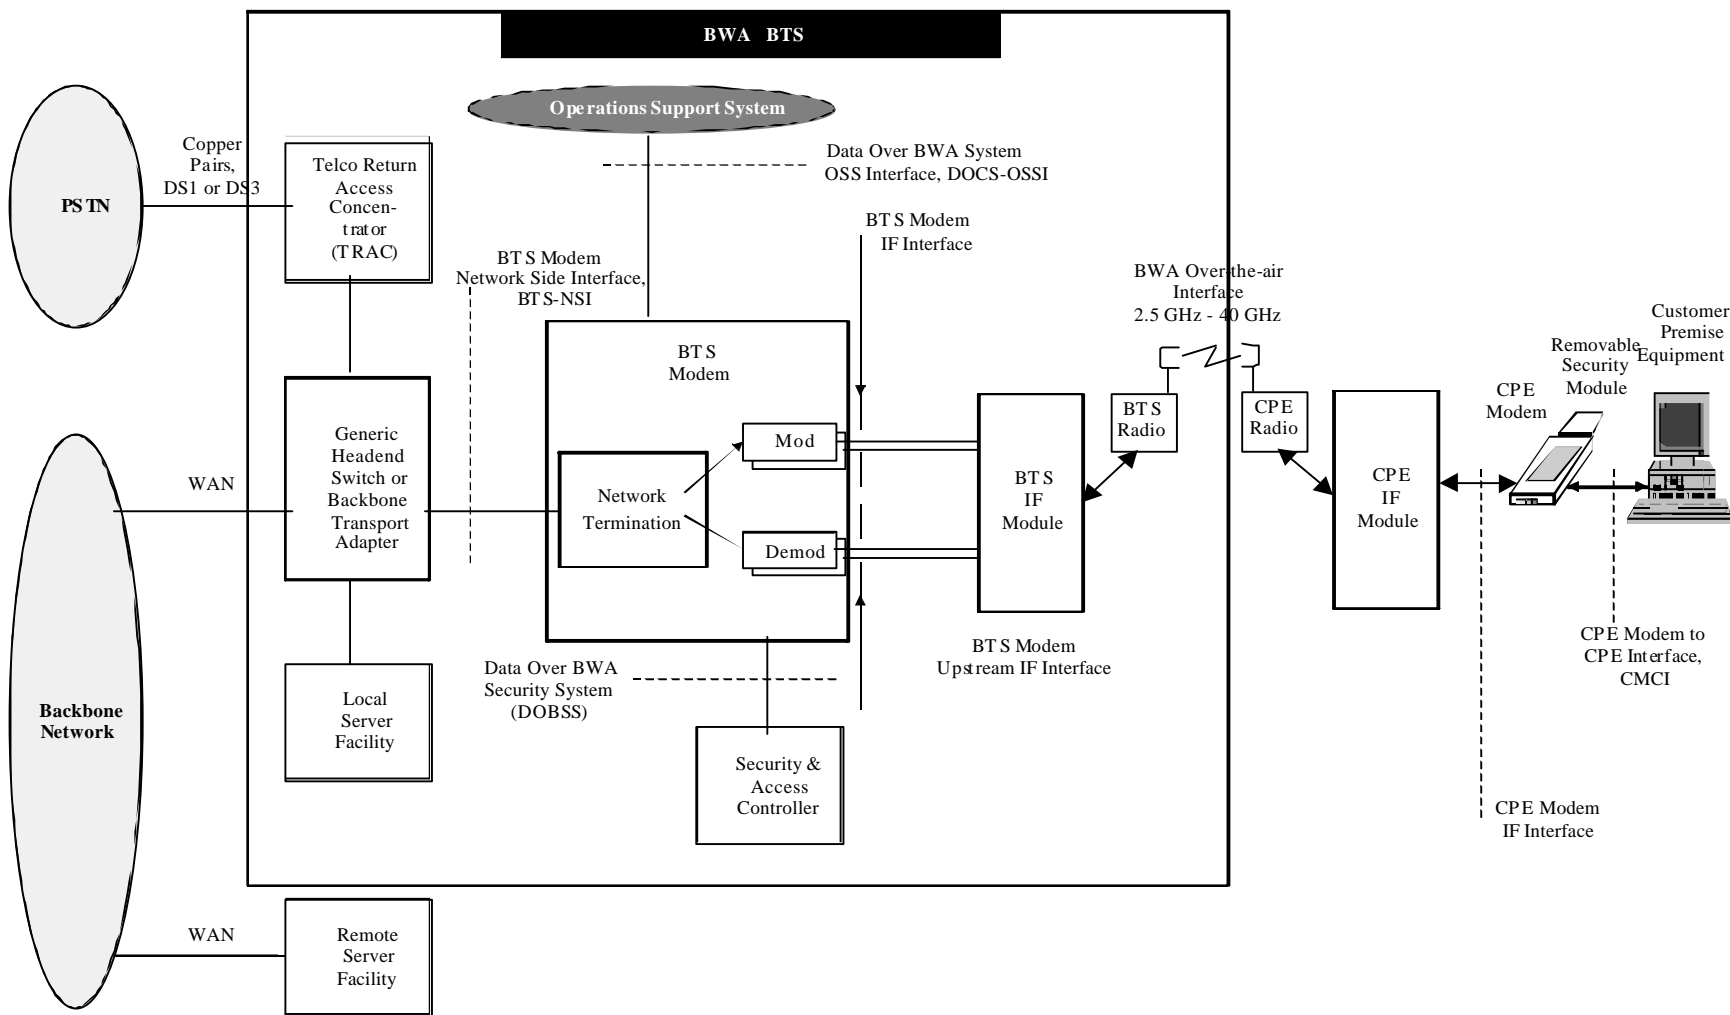 BWA BTS
Operations Support System
PSTN
Copper
Pairs,
DS1 or DS3
Telco Return
Access
Concen-
trator
(TRAC)
Data Over BWA System
OSS Interface, DOCS-OSSI
BTS Modem
IF Interface
BTS Modem
Network Side Interface,
BTS-NSI
BWA Over-the-air
Interface
2.5 GHz - 40 GHz
Customer
Premise
Equipment
Removable
Security
Module
CPE
Modem
BTS
Modem
BTS
Radio
CPE
Radio
Generic
Headend
Switch or
Backbone
Transport
Adapter
WAN
Mod
Network
Termination
Demod
BTS
IF
Module
CPE
IF
Module
BTS Modem
Upstream IF Interface
CPE Modem to
CPE Interface,
CMCI
Data Over BWA
Security System
(DOBSS)
Backbone
Network
Local
Server
Facility
Security &
Access
Controller
CPE Modem
IF Interface
WAN
Remote
Server
Facility